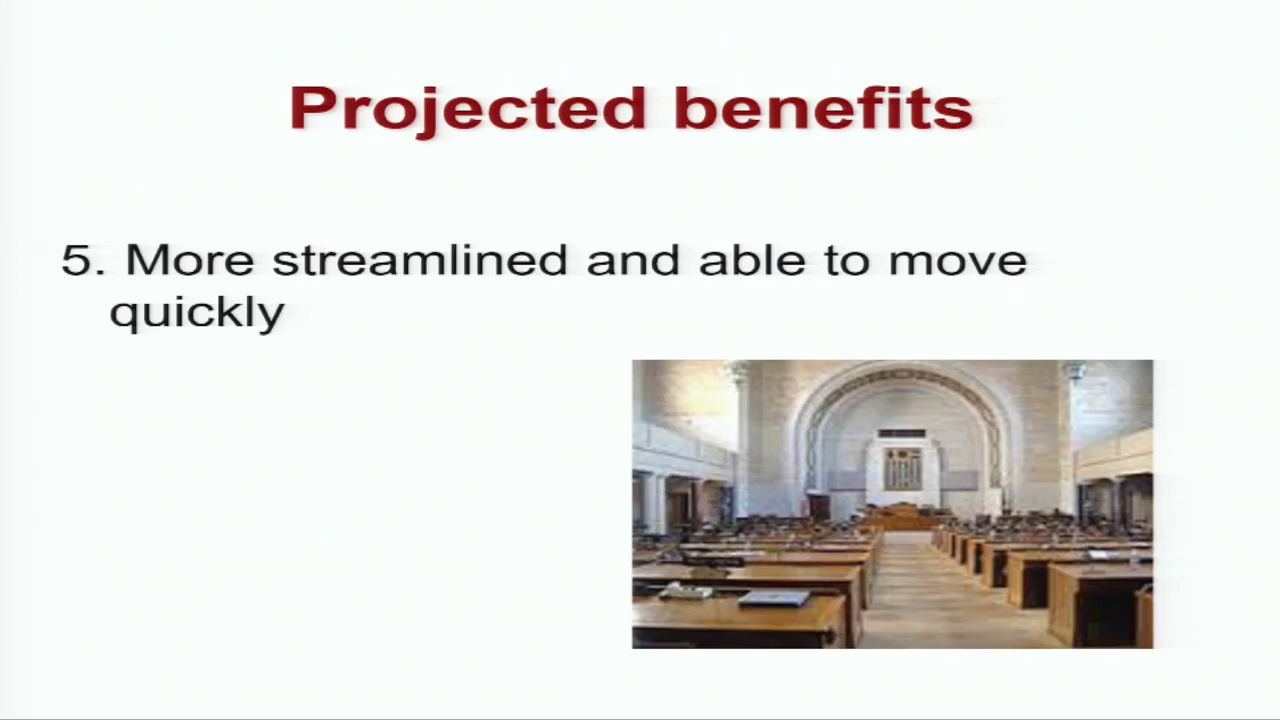 Projected benefits
5. More streamlined and able to move
quickly